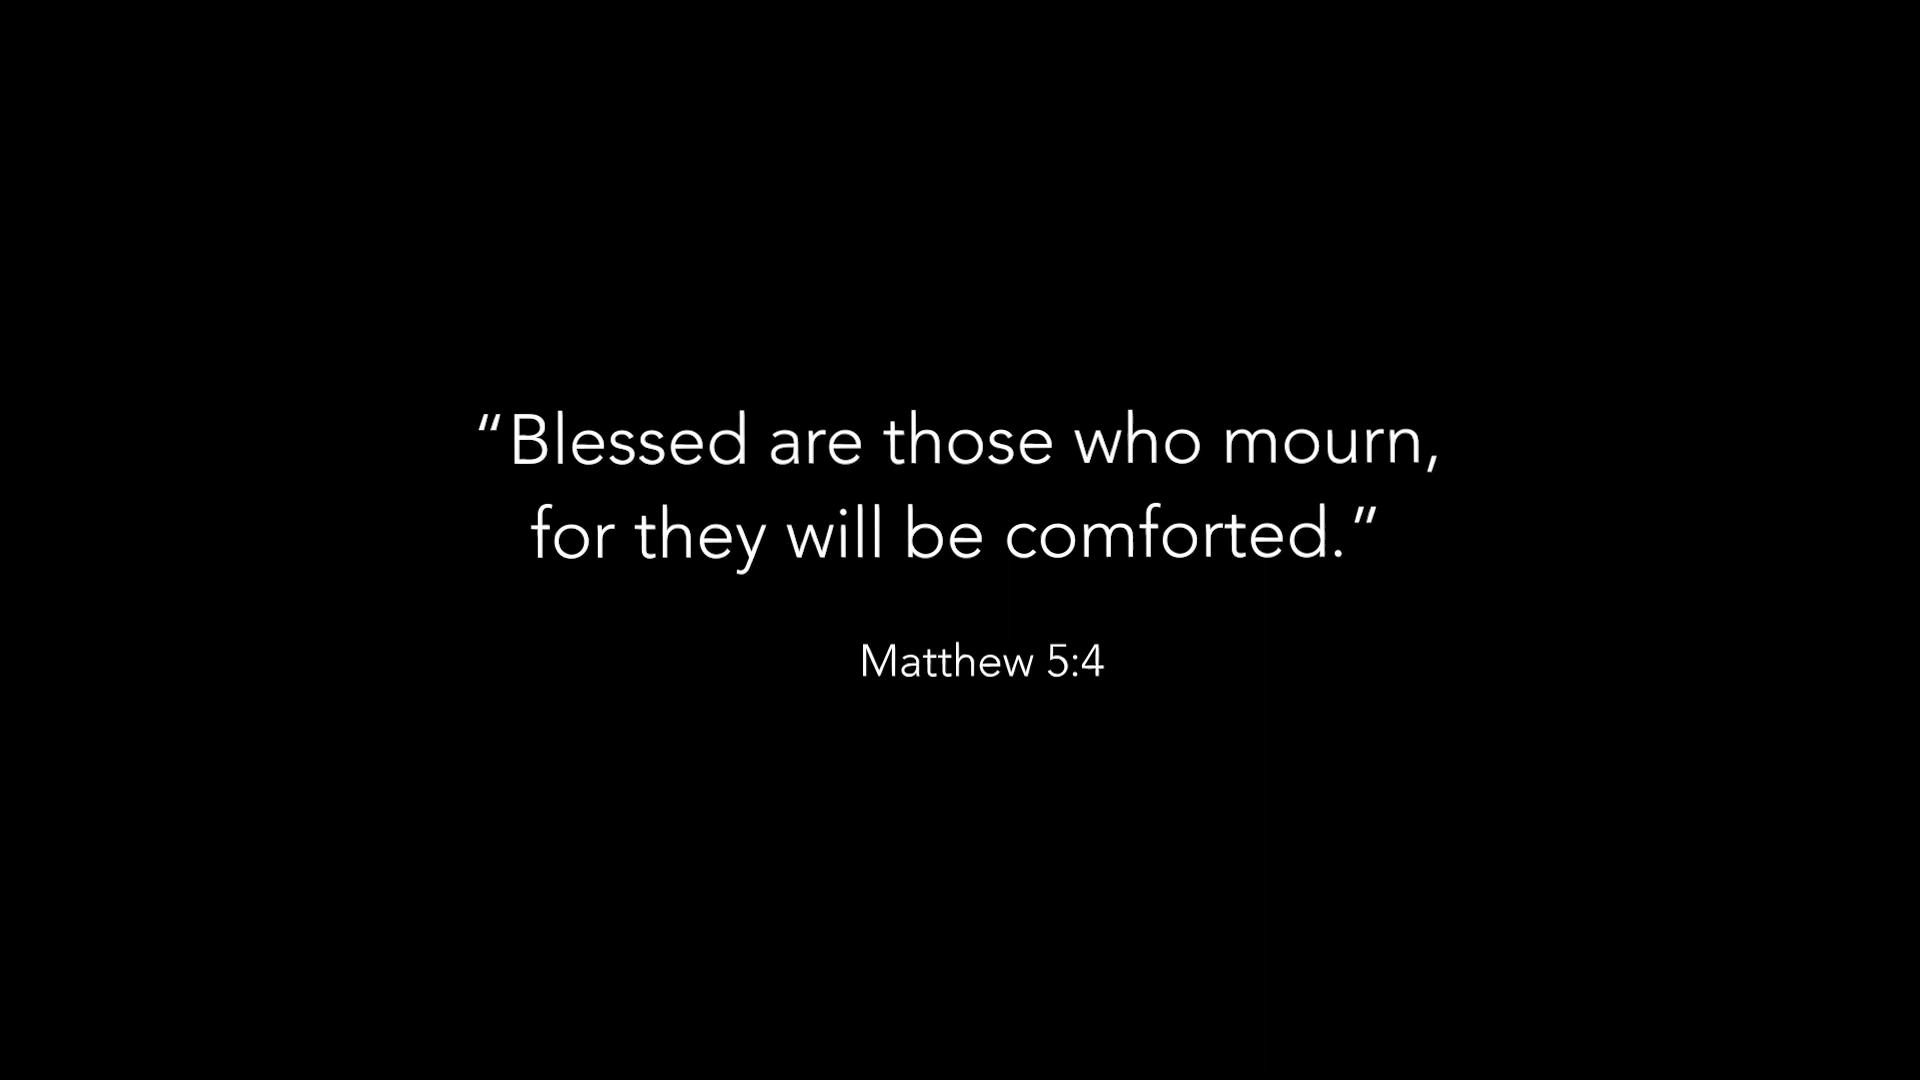 “Blessed are those who mourn,
for they will be comforted.”
Matthew 5:4